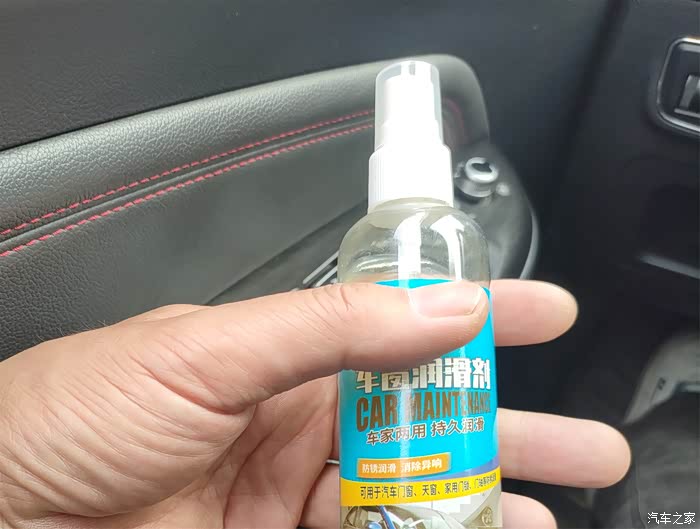 车窗润滑剂
CAR MAINTENANCE
车家两用 持久润滑
防锈润滑 消除异响
可用于汽车门窗、天窗、家用门轴、门
汽车之家